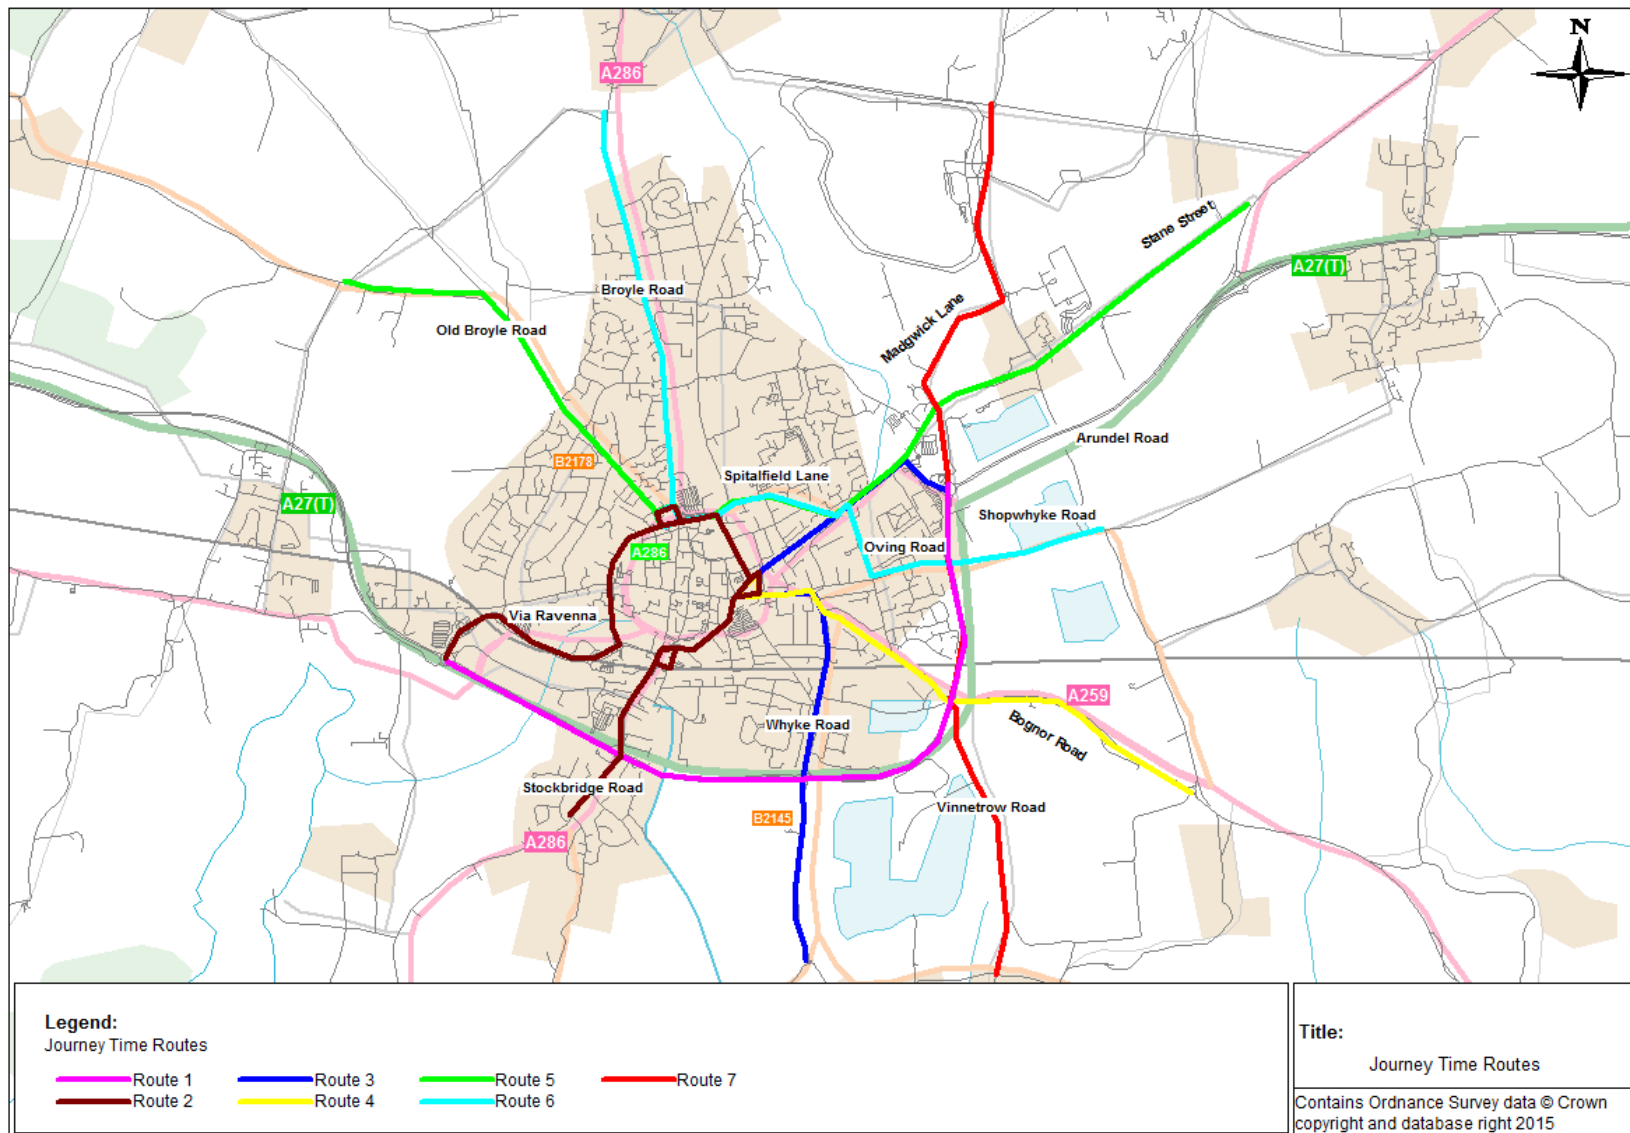 N
A286
Stane Street
A27(T)
Broyle Road
Old Broyle Road
Madgwick Lane
Arundel Road
B2178
Spitalfield Lane
A27(T)
Shopwhyke Road
A286
Oving Road
Via Ravenna
A259
Whyke Road
Bognor Road
Stockbridge Road
Vinnetrow Road
B2145
A286
Legend:
Journey Time Routes
Route 1
Route 3
Route 5
Route 7
Route 2
Route 4
Route 6
Title:
Journey Time Routes
Contains Ordnance Survey data © Crown
copyright and database right 2015